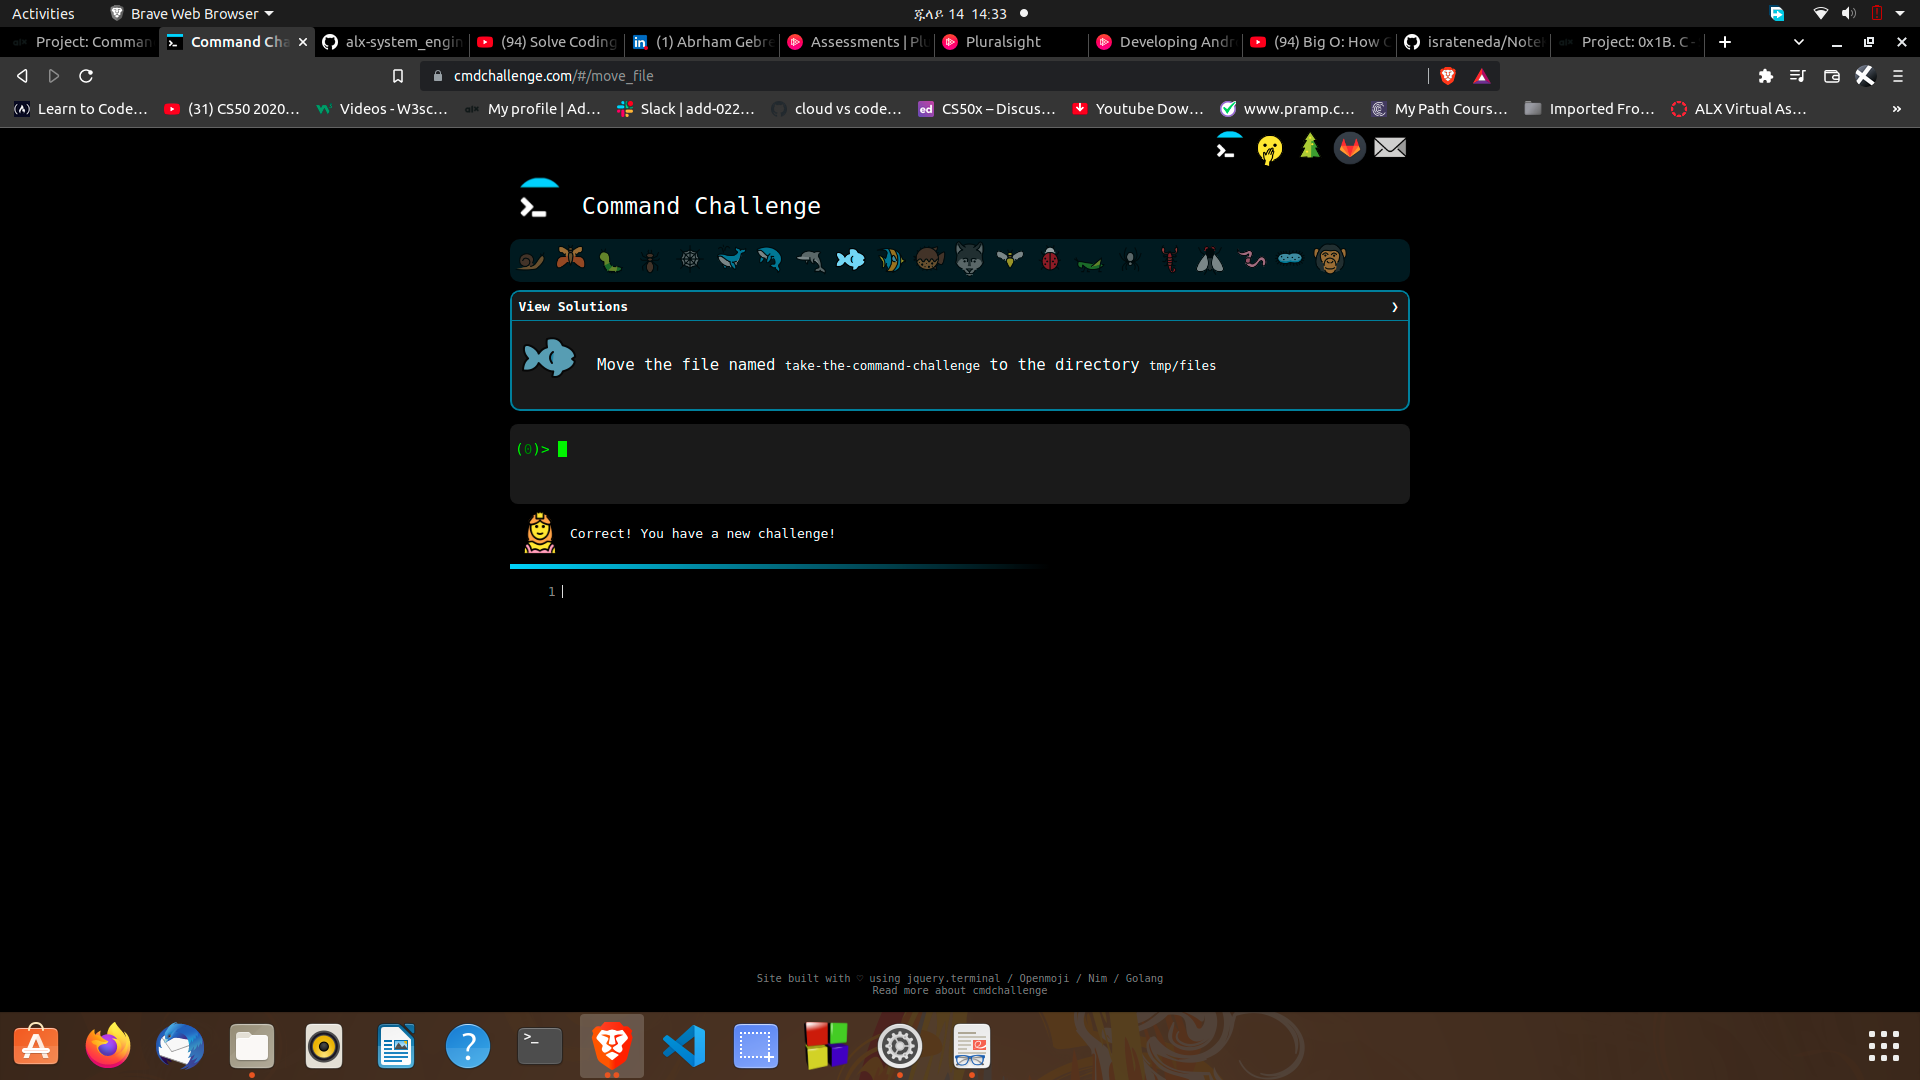 Activities Brave Web Browser ጁላይ 14 14:33
Project: Comman Command Cha alx-system_engin (94) Solve Coding (1) Abrham Gebre Assessments | Plu Pluralsight Developing Andr (94) Big O: How C israteneda/Note Project: 0x1B. C -
cmdchallenge.com/#/move_file
Learn to Code... (31) CS50 2020... Videos - W3sc... My profile | Ad... Slack | add-022... cloud vs code... CS50x – Discus... Youtube Dow... www.pramp.c... My Path Cours... Imported Fro... ALX Virtual As... »
Command Challenge
View Solutions ❯
Move the file named take-the-command-challenge to the directory tmp/files
(0)>
Correct! You have a new challenge!
1
Site built with ♡ using jquery.terminal / Openmoji / Nim / Golang
Read more about cmdchallenge